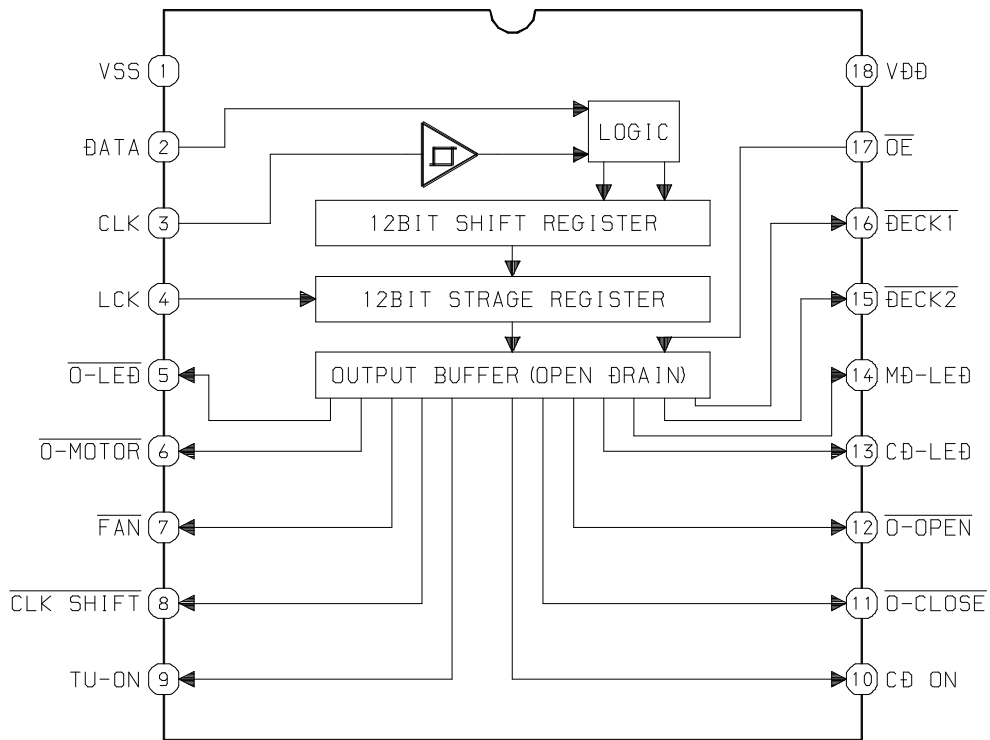 VSS 1
18 VDD
LOGIC
DATA 2
17 OE
CLK 3
12BIT SHIFT REGISTER
16 DECK1
LCK 4
12BIT STRAGE REGISTER
15 DECK2
O-LED 5
OUTPUT BUFFER(OPEN DRAIN)
14 MD-LED
O-MOTOR 6
13 CD-LED
FAN 7
12 O-OPEN
CLK SHIFT 8
11 O-CLOSE
TU-ON 9
10 CD ON